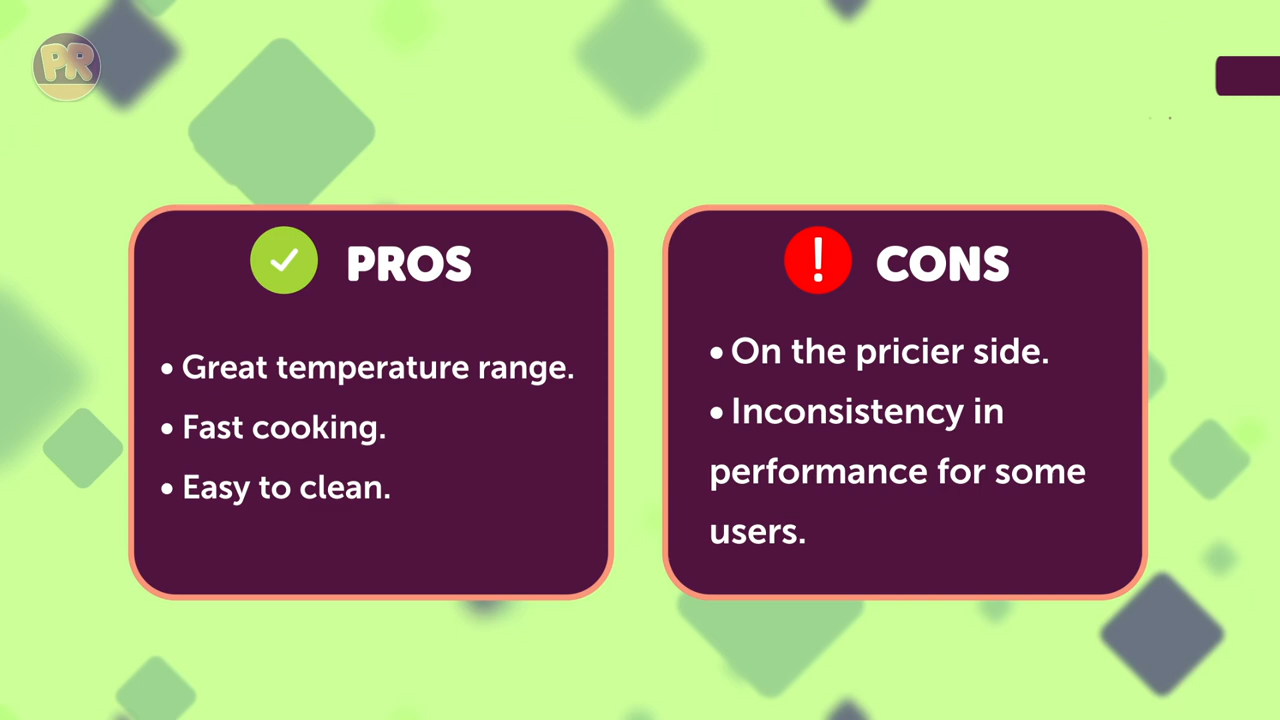 PR
PROS
• Great temperature range.
• Fast cooking.
• Easy to clean.
CONS
• On the pricier side.
• Inconsistency in
performance for some
users.